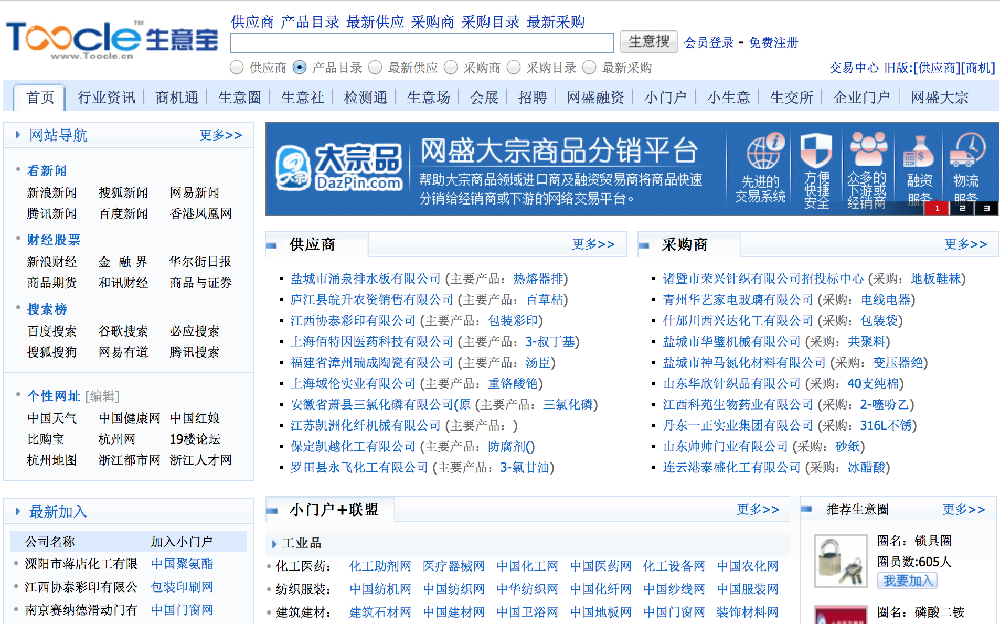 Toocle™生意宝
www.Toocle.cn
供应商 产品目录 最新供应 采购商 采购目录 最新采购
生意搜 会员登录 - 免费注册
供应商 产品目录 最新供应 采购商 采购目录 最新采购
交易中心 旧版:[供应商][商机]
首页 行业资讯 商机通 生意圈 生意社 检测通 生意场 会展 招聘 网盛融资 小门户 小生意 生交所 企业门户 网盛大宗
网站导航 更多>>
看新闻
新浪新闻 搜狐新闻 网易新闻
腾讯新闻 百度新闻 香港凤凰网
财经股票
新浪财经 金 融 界 华尔街日报
商品期货 和讯财经 商品与证券
搜索榜
百度搜索 谷歌搜索 必应搜索
搜狐搜狗 网易有道 腾讯搜索
个性网址 [编辑]
中国天气 中国健康网 中国红娘
比购宝 杭州网 19楼论坛
杭州地图 浙江都市网 浙江人才网
最新加入
公司名称 加入小门户
溧阳市蒋店化工有限 中国聚氨酯
江西协泰彩印有限公 包装印刷网
南京赛纳德滑动门有 中国门窗网
大宗
大宗品
DazPin.com
网盛大宗商品分销平台
帮助大宗商品领域进口商及融资贸易商将商品快速
分销给经销商或下游的网络交易平台。
先进的
交易系统
方便
快捷
安全
众多的
下游或
经销商
融资
服务
物流
服务
1 2 3
供应商 更多>>
盐城市涌泉排水板有限公司 (主要产品：热熔器排)
庐江县皖升农资销售有限公司 (主要产品：百草枯)
江西协泰彩印有限公司 (主要产品：包装彩印)
上海佰特因医药科技有限公司 (主要产品：3-叔丁基)
福建省漳州瑞成陶瓷有限公司 (主要产品：汤臣)
上海域伦实业有限公司 (主要产品：重铬酸铯)
安徽省萧县三氯化磷有限公司(原 (主要产品：三氯化磷)
江苏凯洲化纤机械有限公司 (主要产品：)
保定凯越化工有限公司 (主要产品：防腐剂()
罗田县永飞化工有限公司 (主要产品：3-氯甘油)
采购商 更多>>
诸暨市荣兴针织有限公司招投标中心 (采购：地板鞋袜)
青州华艺家电玻璃有限公司 (采购：电线电器)
什邡川西兴达化工有限公司 (采购：包装袋)
盐城市华璧机械有限公司 (采购：共聚料)
盐城市神马氮化材料有限公司 (采购：变压器绝)
山东华欣针织品有限公司 (采购：40支纯棉)
江西科苑生物药业有限公司 (采购：2-噻吩乙)
丹东一正实业集团有限公司 (采购：316L不锈)
山东帅帅门业有限公司 (采购：砂纸)
连云港泰盛化工有限公司 (采购：冰醋酸)
小门户+联盟 更多>>
工业品
化工医药： 化工助剂网 医疗器械网 中国化工网 中国医药网 化工设备网 中国农化网
纺织服装： 中国纺机网 中国纺织网 中华纺织网 中国化纤网 中国纱线网 中国服装网
建筑建材： 建筑石材网 中国建材网 中国卫浴网 中国地板网 中国门窗网 装饰材料网
推荐生意圈 更多>>
圈名：锁具圈
圈员数:605人
我要加入
圈名：磷酸二铵